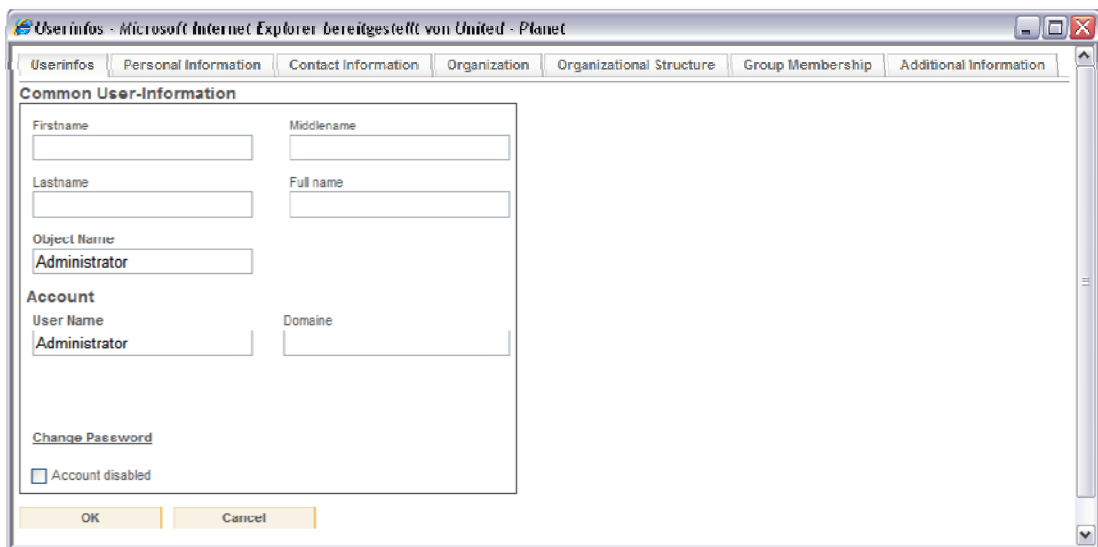 Userinfos - Microsoft Internet Explorer bereitgestellt von United - Planet
Userinfos Personal Information Contact Information Organization Organizational Structure Group Membership Additional Information
Common User-Information
Firstname Middlename
Lastname Full name
Object Name
Administrator
Account
User Name Domaine
Administrator
Change Password
Account disabled
OK Cancel